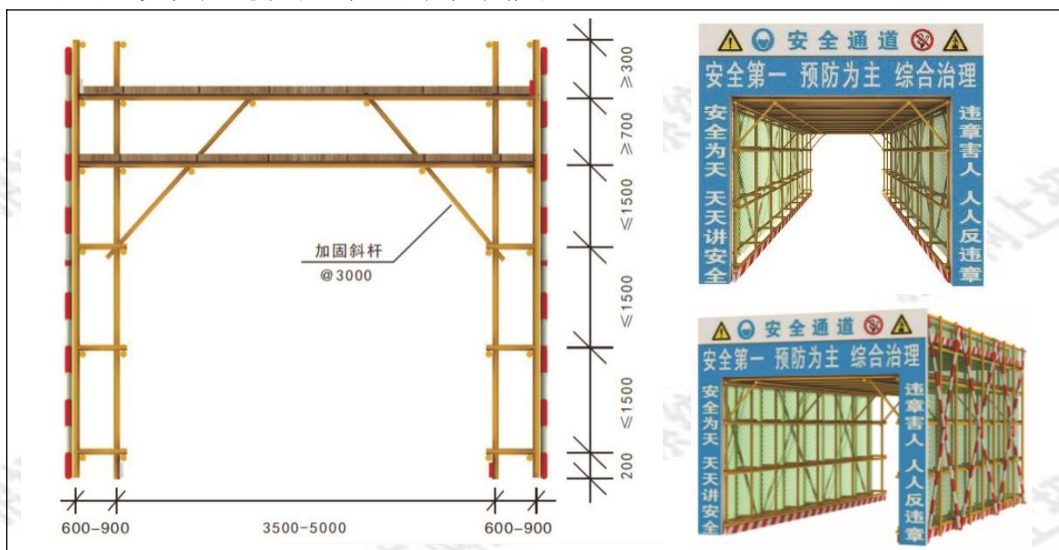 ≥300
≥700
≤1500
≤1500
≤1500
200
加固斜杆
@3000
600-900
3500-5000
600-900
安全通道
安全第一 预防为主 综合治理
安全为天 天天讲安全
违章害人 人人反违章
安全通道
安全第一 预防为主 综合治理
安全为天 天天讲安全
违章害人 人人反违章